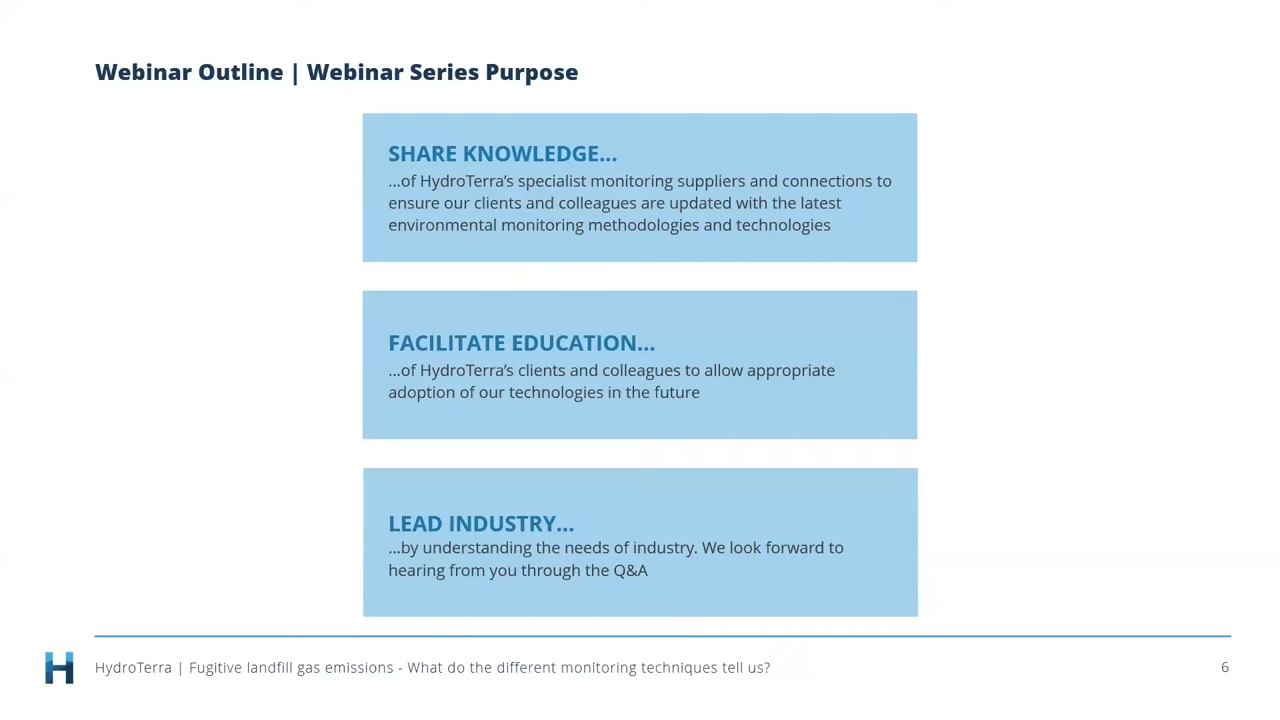 Webinar Outline | Webinar Series Purpose
SHARE KNOWLEDGE...
...of HydroTerra's specialist monitoring suppliers and connections to
ensure our clients and colleagues are updated with the latest
environmental monitoring methodologies and technologies
FACILITATE EDUCATION...
...of HydroTerra's clients and colleagues to allow appropriate
adoption of our technologies in the future
LEAD INDUSTRY...
...by understanding the needs of industry. We look forward to
hearing from you through the Q&A
H
HydroTerra | Fugitive landfill gas emissions - What do the different monitoring techniques tell us?
6